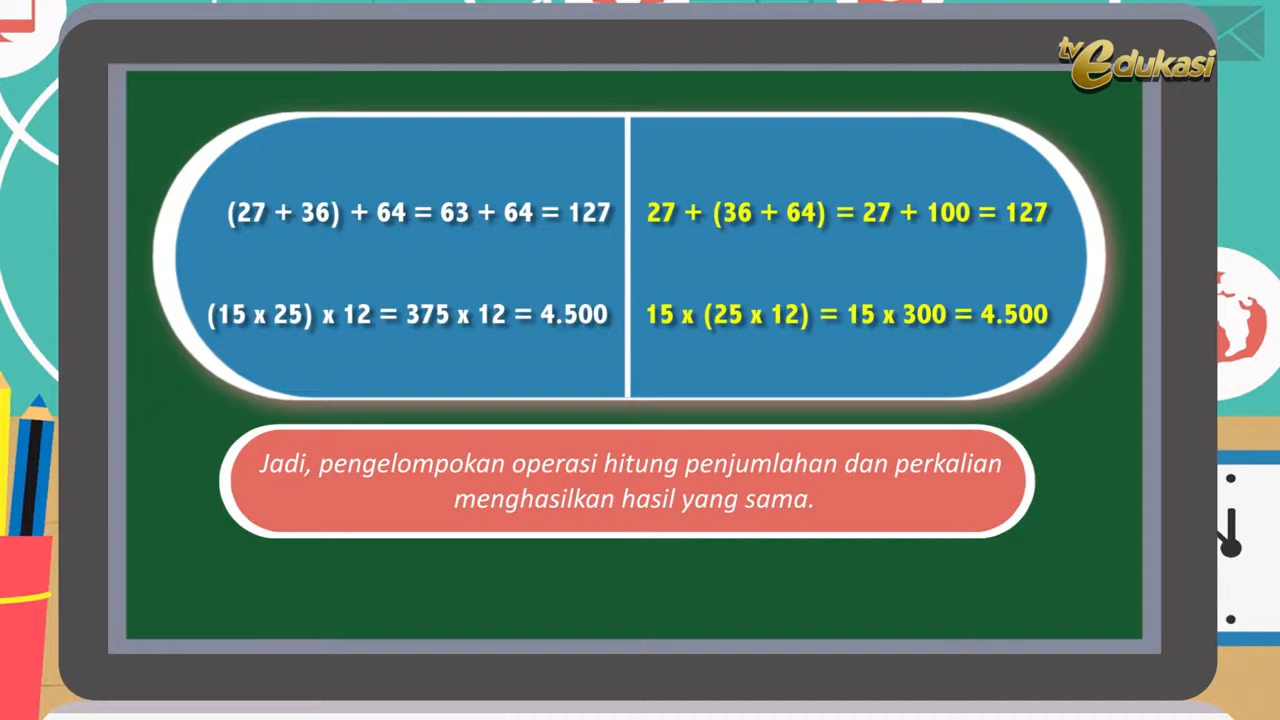 tv edukasi
(27 + 36) + 64 = 63 + 64 = 127
27 + (36 + 64) = 27 + 100 = 127
(15 x 25) x 12 = 375 x 12 = 4.500
15 x (25 x 12) = 15 x 300 = 4.500
Jadi, pengelompokan operasi hitung penjumlahan dan perkalian
menghasilkan hasil yang sama.